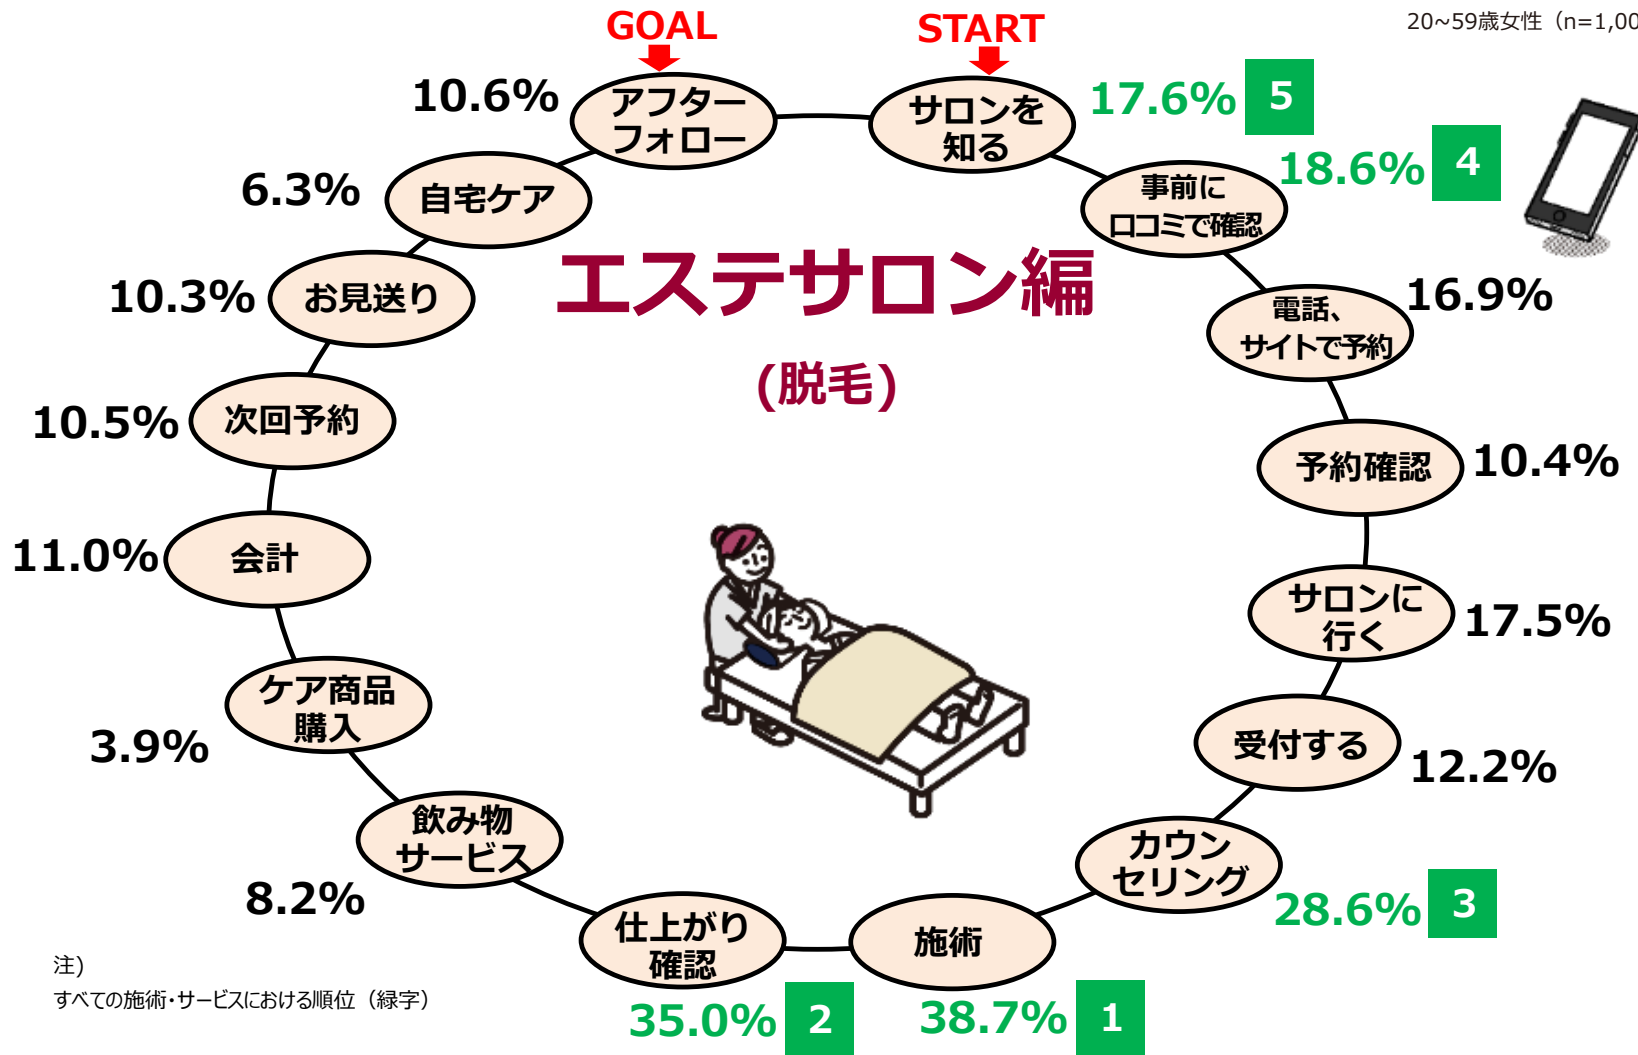 GOAL
START
20~59歳女性（n=1,00
アフター
フォロー
10.6%
サロンを
知る
17.6%
5
事前に
口コミで確認
18.6%
4
電話、
サイトで予約
16.9%
予約確認
10.4%
サロンに
行く
17.5%
受付する
12.2%
カウン
セリング
28.6%
3
施術
38.7%
1
仕上がり
確認
35.0%
2
飲み物
サービス
8.2%
ケア商品
購入
3.9%
会計
11.0%
次回予約
10.5%
お見送り
10.3%
自宅ケア
6.3%
エステサロン編
(脱毛)
注)
すべての施術・サービスにおける順位（緑字）